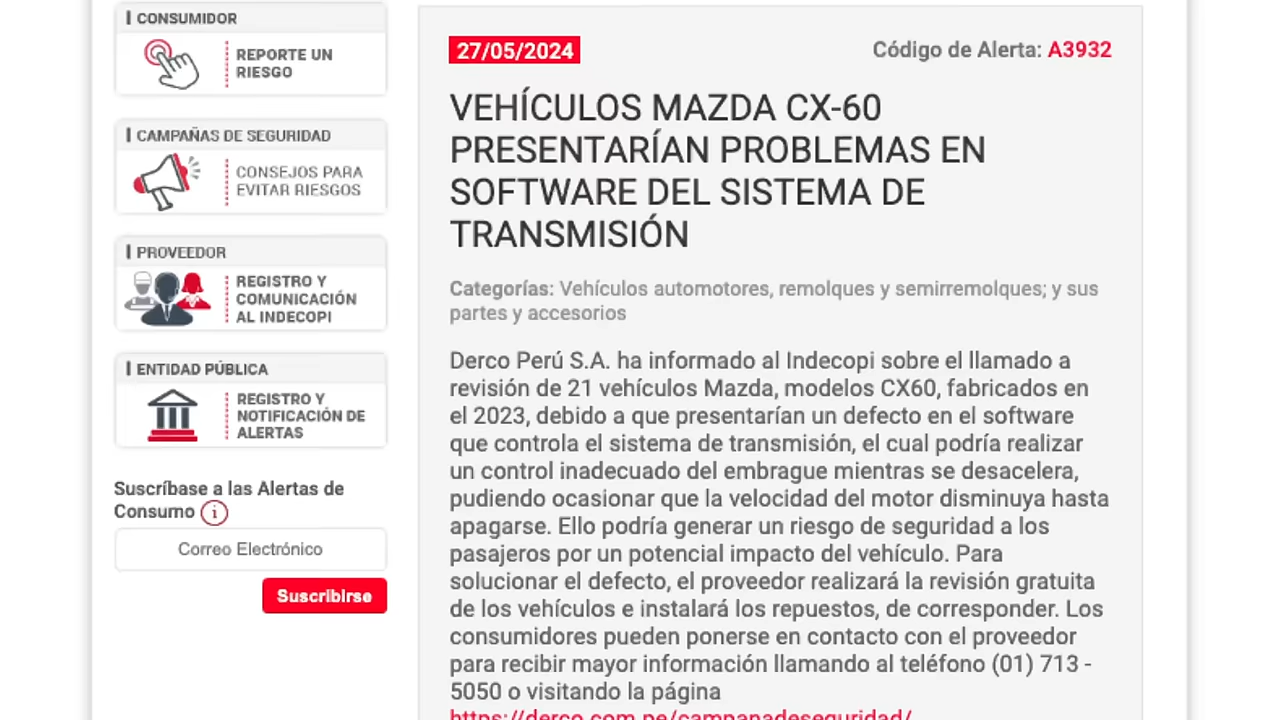 CONSUMIDOR
REPORTE UN
RIESGO
CAMPAÑAS DE SEGURIDAD
CONSEJOS PARA
EVITAR RIESGOS
PROVEEDOR
REGISTRO Y
COMUNICACIÓN
AL INDECOPI
ENTIDAD PÚBLICA
REGISTRO Y
NOTIFICACIÓN DE
ALERTAS
Suscríbase a las Alertas de
Consumo i
Correo Electrónico
Suscribirse
27/05/2024
Código de Alerta: A3932
VEHÍCULOS MAZDA CX-60
PRESENTARÍAN PROBLEMAS EN
SOFTWARE DEL SISTEMA DE
TRANSMISIÓN
Categorías: Vehículos automotores, remolques y semirremolques; y sus
partes y accesorios
Derco Perú S.A. ha informado al Indecopi sobre el llamado a
revisión de 21 vehículos Mazda, modelos CX60, fabricados en
el 2023, debido a que presentarían un defecto en el software
que controla el sistema de transmisión, el cual podría realizar
un control inadecuado del embrague mientras se desacelera,
pudiendo ocasionar que la velocidad del motor disminuya hasta
apagarse. Ello podría generar un riesgo de seguridad a los
pasajeros por un potencial impacto del vehículo. Para
solucionar el defecto, el proveedor realizará la revisión gratuita
de los vehículos e instalará los repuestos, de corresponder. Los
consumidores pueden ponerse en contacto con el proveedor
para recibir mayor información llamando al teléfono (01) 713 -
5050 o visitando la página
https://derco.com.pe/campanadeseguridad/